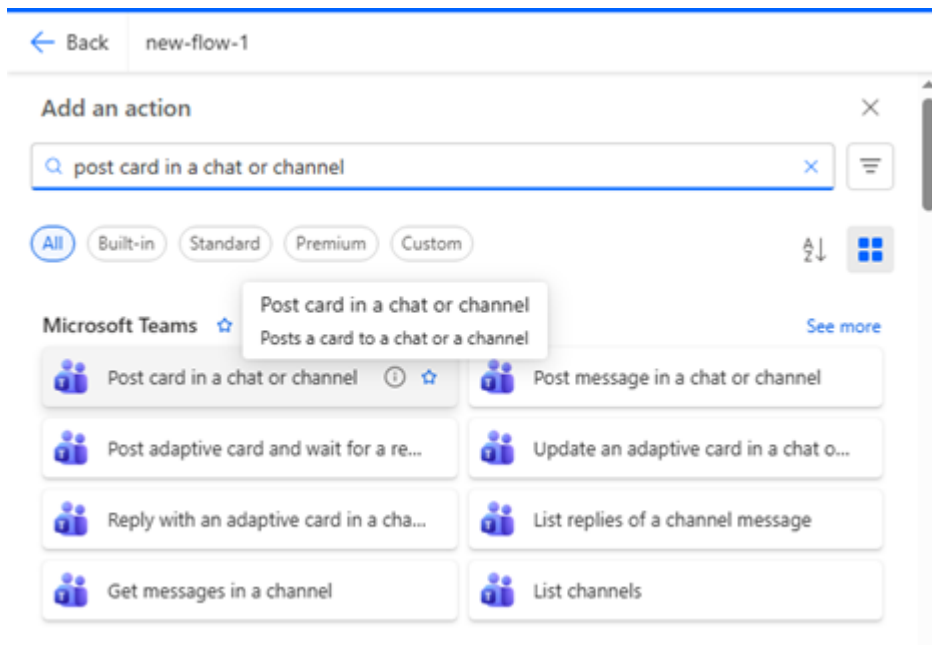 Back new-flow-1
Add an action
post card in a chat or channel
All Built-in Standard Premium Custom
A
Z
Post card in a chat or channel
Posts a card to a chat or a channel
Microsoft Teams See more
Post card in a chat or channel Post message in a chat or channel
Post adaptive card and wait for a re... Update an adaptive card in a chat o...
Reply with an adaptive card in a cha... List replies of a channel message
Get messages in a channel List channels